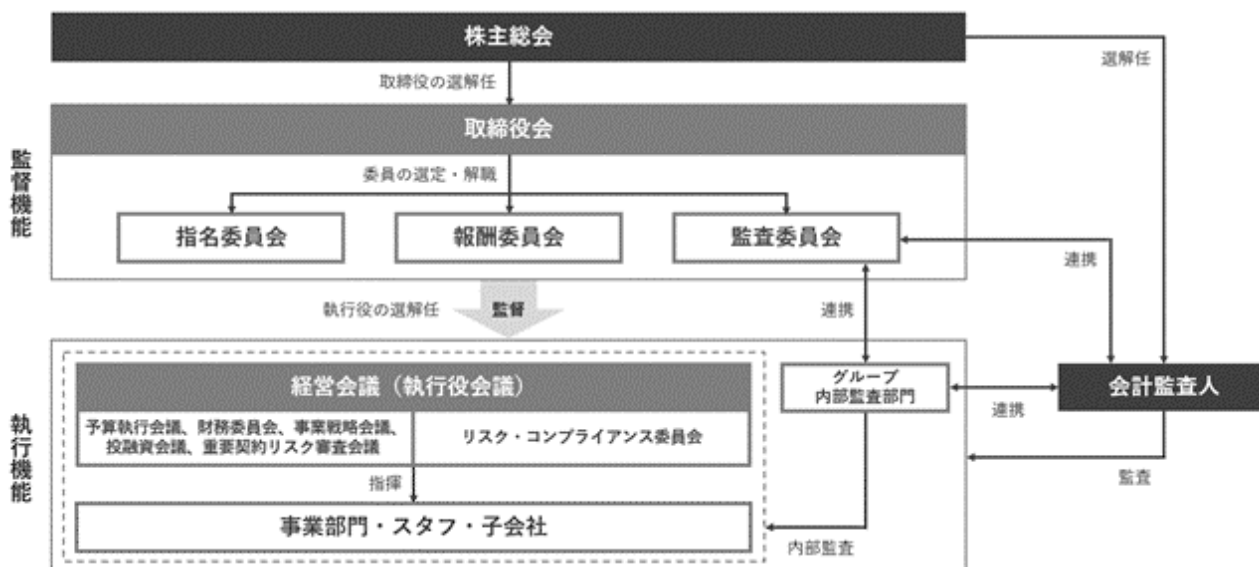 株主総会
選解任
取締役の選解任
取締役会
監督機能
委員の選定・解職
指名委員会
報酬委員会
監査委員会
連携
執行役の選解任
監督
連携
執行機能
経営会議（執行役会議）
予算執行会議、財務委員会、事業戦略会議、
投融資会議、重要契約リスク審査会議
リスク・コンプライアンス委員会
グループ
内部監査部門
連携
会計監査人
監査
指揮
事業部門・スタッフ・子会社
内部監査